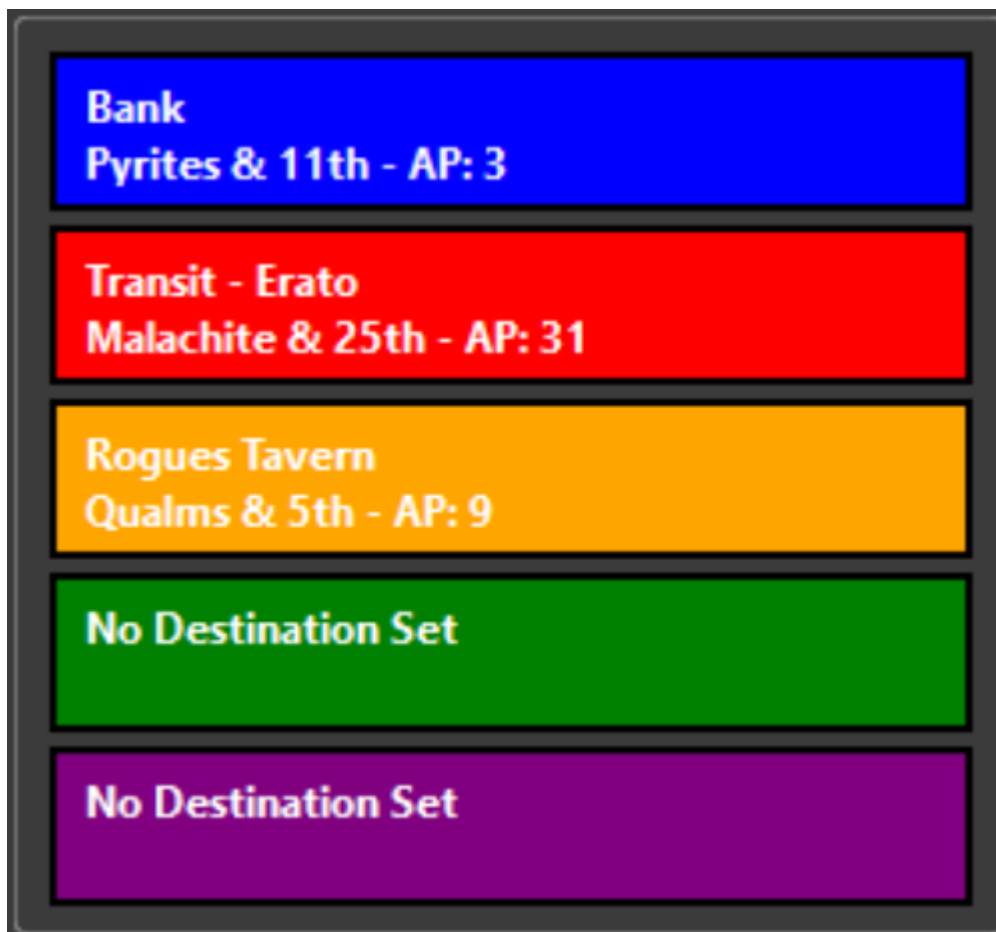 Bank
Pyrites & 11th - AP: 3
Transit - Erato
Malachite & 25th - AP: 31
Rogues Tavern
Qualms & 5th - AP: 9
No Destination Set
No Destination Set